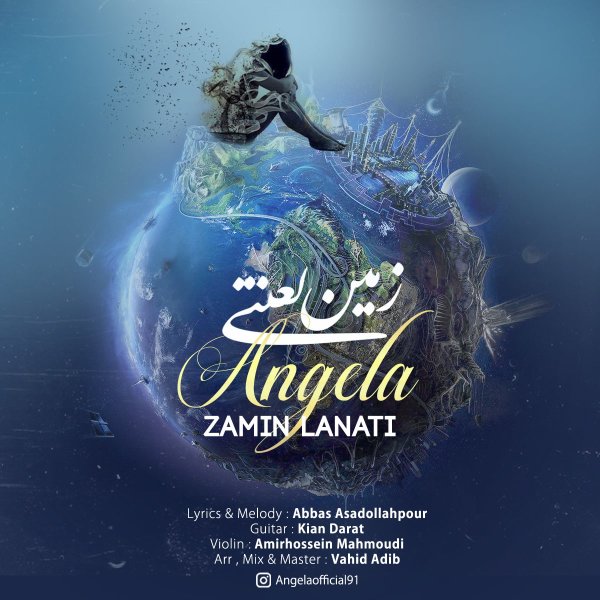 زمین لعنتی
Angela
ZAMIN LANATI
Lyrics & Melody : Abbas Asadollahpour
Guitar : Kian Darat
Violin : Amirhossein Mahmoudi
Arr , Mix & Master : Vahid Adib
Angelaofficial91